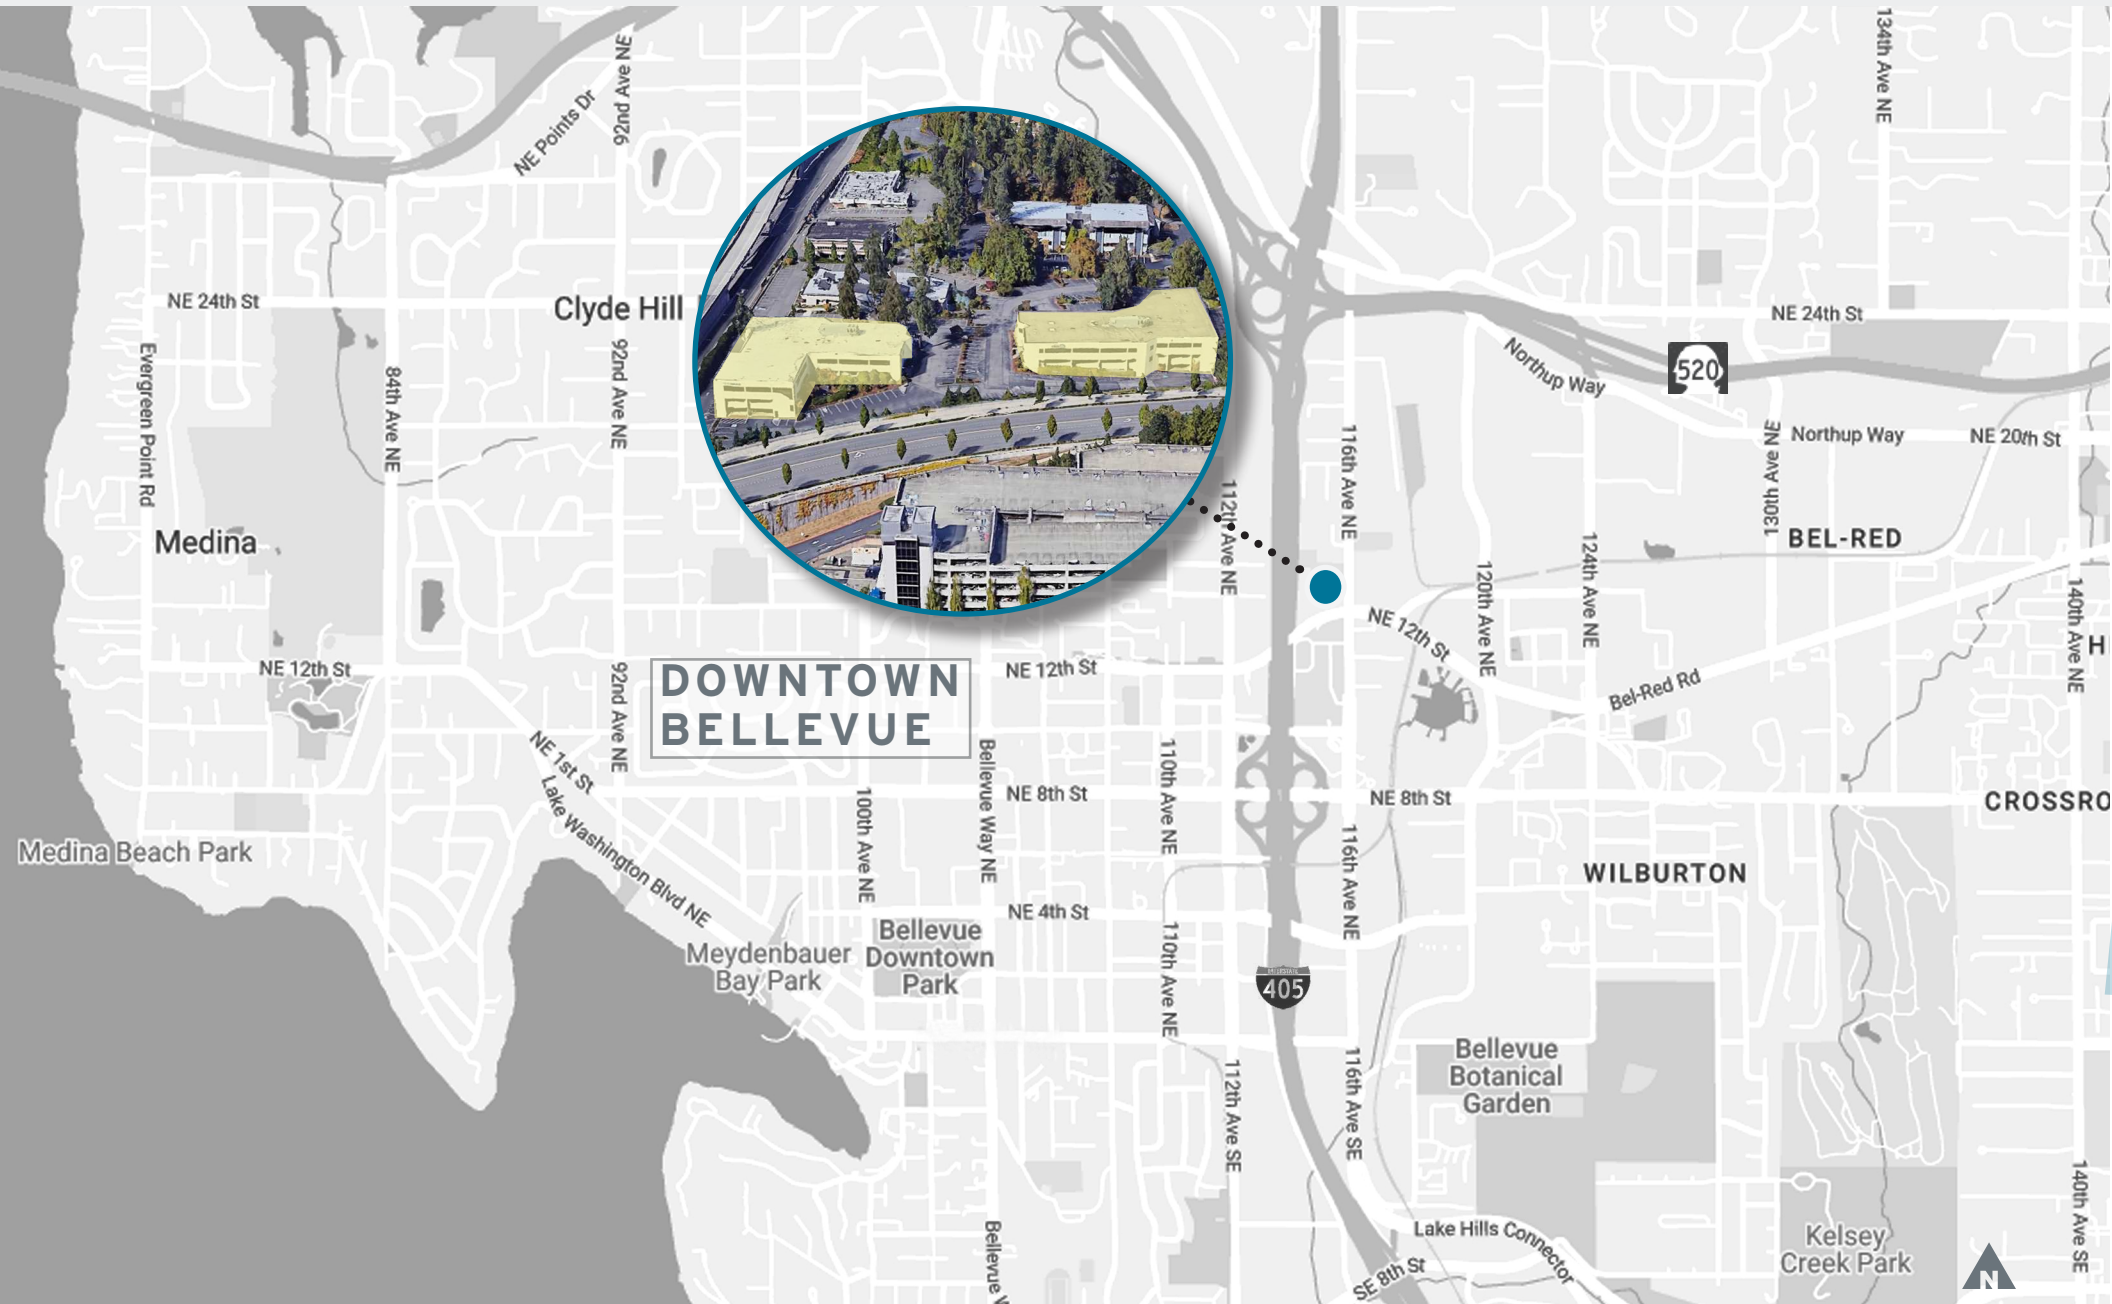 134th Ave NE
92nd Ave NE
NE Points Dr
NE 24th St
Clyde Hill
NE 24th St
520
Northup Way
Evergreen Point Rd
84th Ave NE
92nd Ave NE
116th Ave NE
130th Ave NE
Northup Way
NE 20th St
112th Ave NE
Medina
BEL-RED
120th Ave NE
124th Ave NE
140th Ave NE
NE 12th St
H
NE 12th St
92nd Ave NE
DOWNTOWN
BELLEVUE
NE 12th St
Bel-Red Rd
NE 1st St
Lake Washington Blvd NE
100th Ave NE
Bellevue Way NE
NE 8th St
110th Ave NE
NE 8th St
CROSSRO
116th Ave NE
Medina Beach Park
WILBURTON
NE 4th St
Meydenbauer
Bay Park
Bellevue
Downtown
Park
110th Ave NE
INTERSTATE
405
112th Ave SE
116th Ave SE
Bellevue
Botanical
Garden
140th Ave SE
Bellevue W
Lake Hills Connector
SE 8th St
Kelsey
Creek Park
N